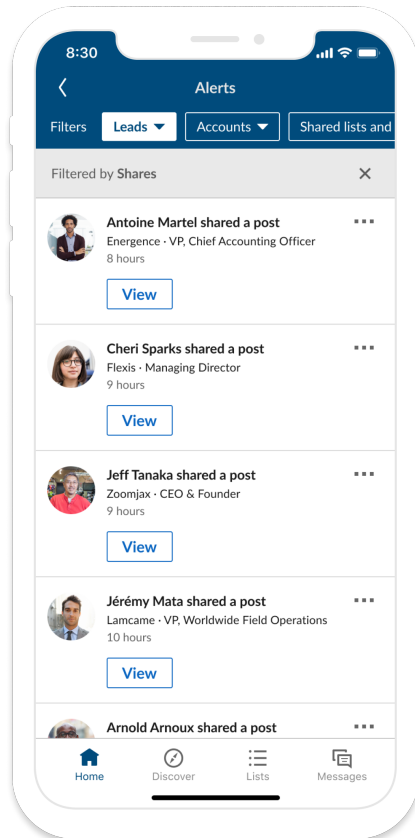 8:30
Alerts
Filters Leads Accounts Shared lists and
Filtered by Shares
Antoine Martel shared a post
Energence · VP, Chief Accounting Officer
8 hours
View
Cheri Sparks shared a post
Flexis · Managing Director
9 hours
View
Jeff Tanaka shared a post
Zoomjax · CEO & Founder
9 hours
View
Jérémy Mata shared a post
Lamcame · VP, Worldwide Field Operations
10 hours
View
Arnold Arnoux shared a post
Home Discover Lists Messages